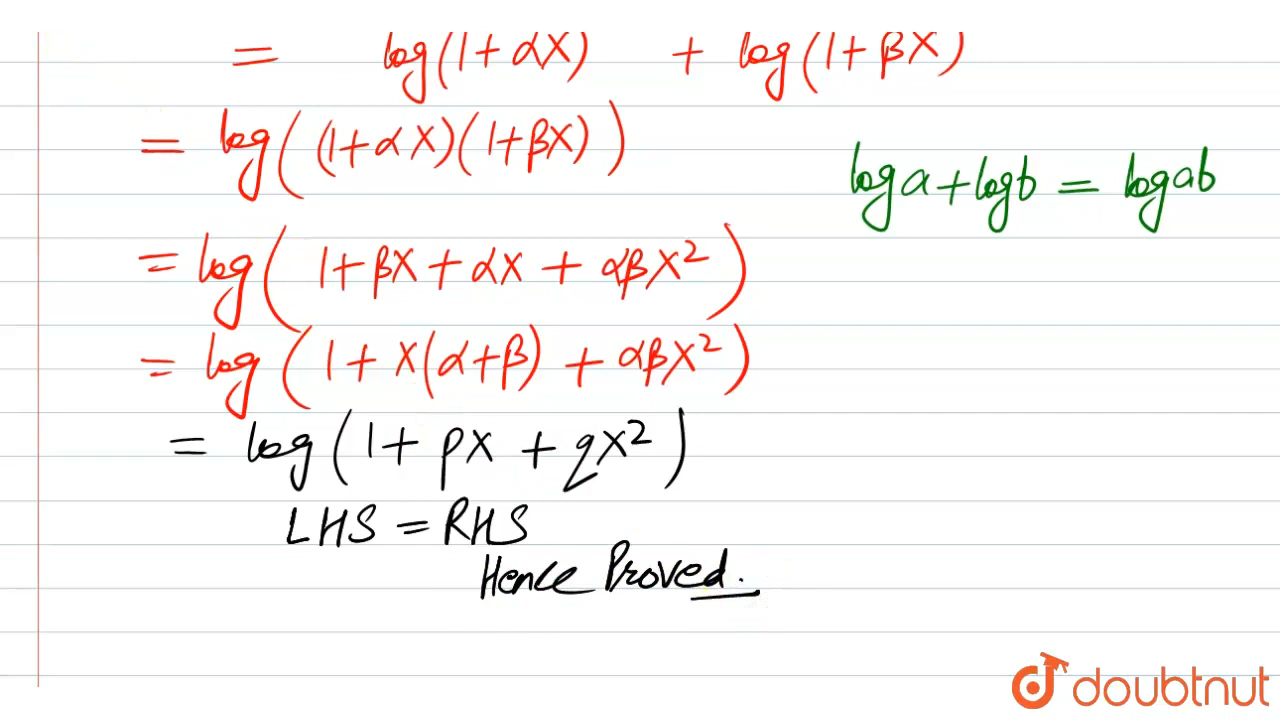 = log(1+αx) + log(1+βx)
= log((1+αx)(1+βx))
log a + log b = log ab
= log(1+βx+αx+αβx²)
= log(1+x(α+β)+αβx²)
= log(1+px+qx²)
LHS = RHS
Hence Proved.
doubtnut